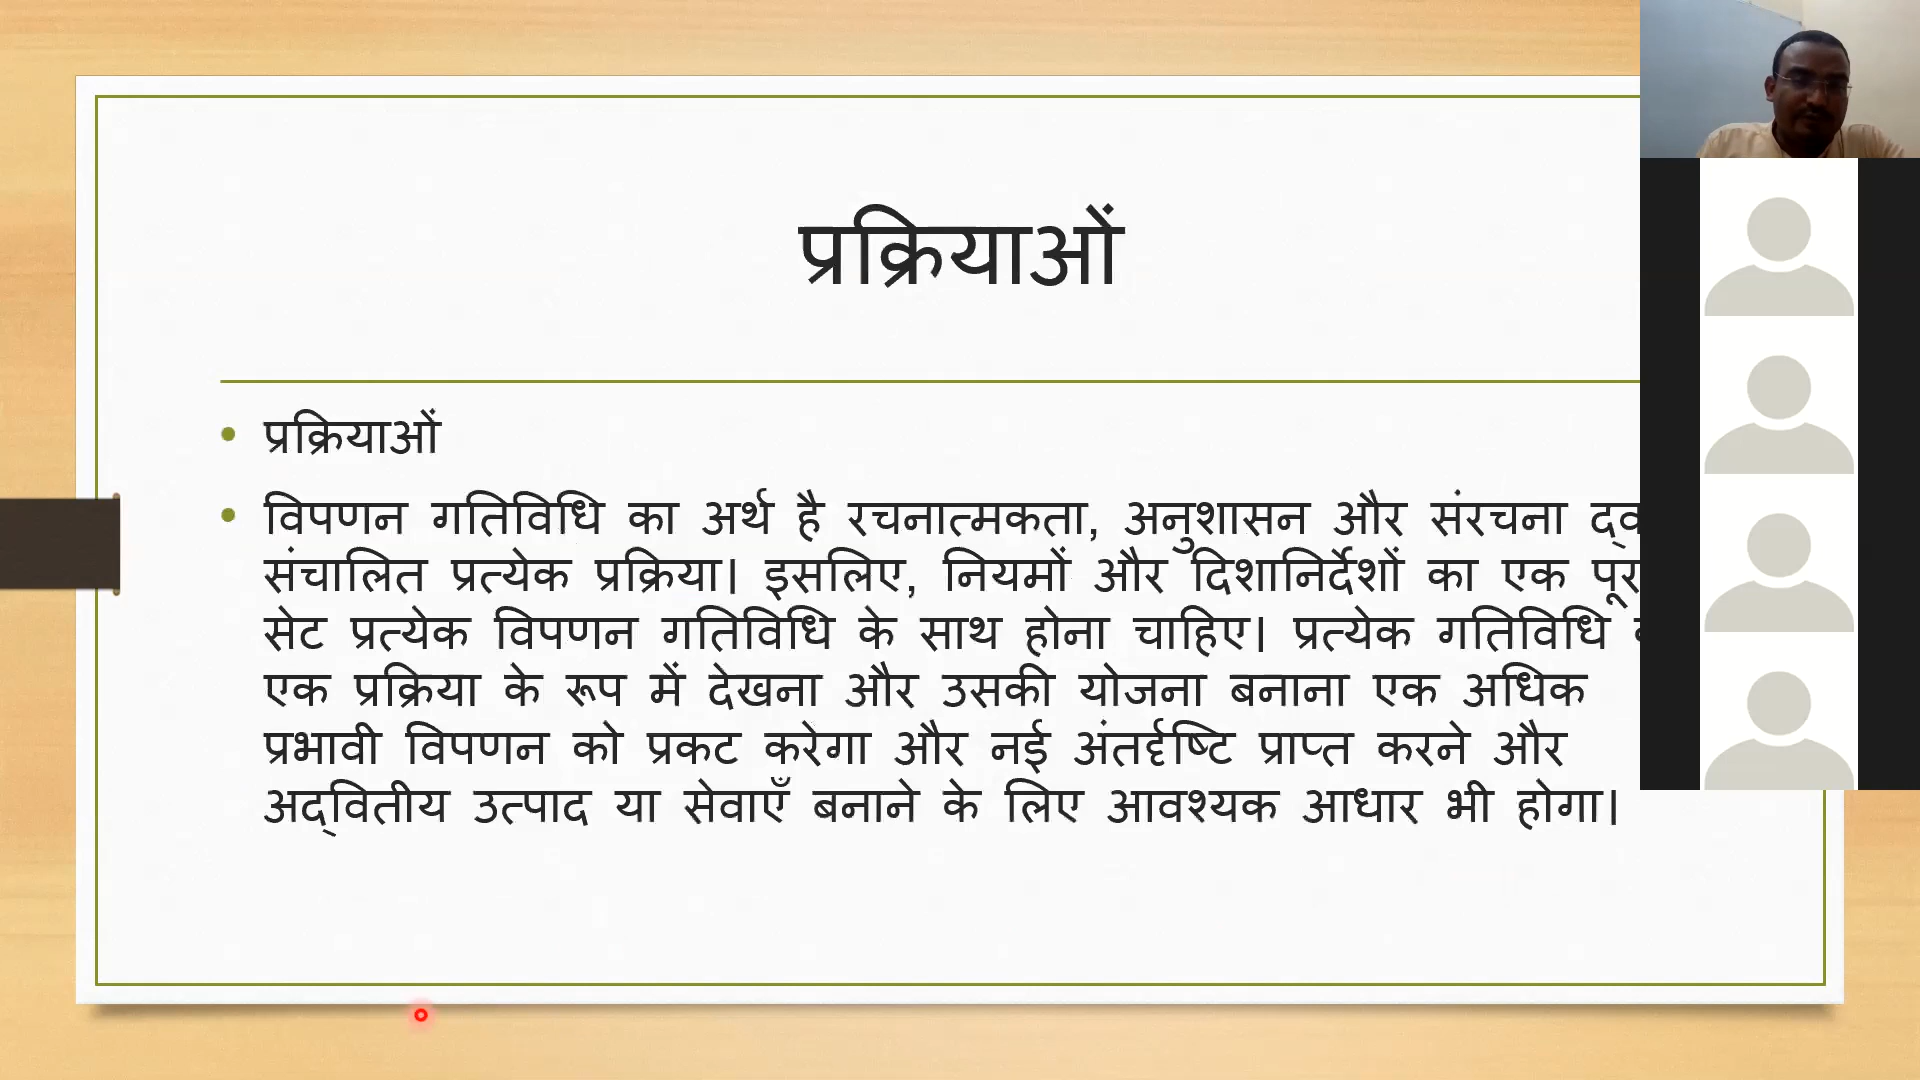 प्रक्रियाओं
प्रक्रियाओं
विपणन गतिविधि का अर्थ है रचनात्मकता, अनुशासन और संरचना
संचालित प्रत्येक प्रक्रिया। इसलिए, नियमों और दिशानिर्देशों का एक
सेट प्रत्येक विपणन गतिविधि के साथ होना चाहिए। प्रत्येक गतिविधि
एक प्रक्रिया के रूप में देखना और उसकी योजना बनाना एक अधिक
प्रभावी विपणन को प्रकट करेगा और नई अंतर्दृष्टि प्राप्त करने और
अद्वितीय उत्पाद या सेवाएँ बनाने के लिए आवश्यक आधार भी होगा।